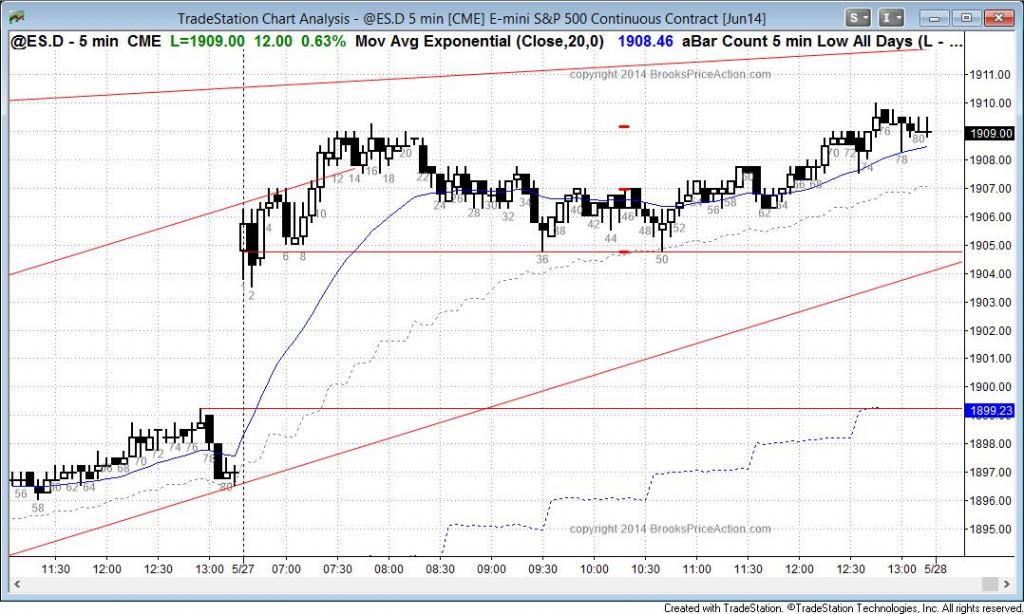 TradeStation Chart Analysis - @ES.D 5 min [CME] E-mini S&P 500 Continuous Contract [Jun14]
S I
@ES.D - 5 min CME L=1909.00 12.00 0.63% Mov Avg Exponential (Close,20,0) 1908.46 aBar Count 5 min Low All Days (L - ...
copyright 2014 BrooksPriceAction.com
1911.00
1910.00
1909.00
1908.00
1907.00
1906.00
1905.00
1904.00
1903.00
1902.00
1901.00
1900.00
1899.23
1898.00
1897.00
1896.00
1895.00
12 14 16 18 20 22
24 28 30 32 34
36 38 40 42 44 46 48 50 52
56 58 62 64
70 72 74 76 78 80
2 4 6 8 10
56 58 62 64 68 70 72 74 76 78 80
copyright 2014 BrooksPriceAction.com
11:30 12:00 12:30 13:00 5/27 07:00 07:30 08:00 08:30 09:00 09:30 10:00 10:30 11:00 11:30 12:00 12:30 13:00 5/28
Created with TradeStation. ©TradeStation Technologies, Inc. All rights reserved.